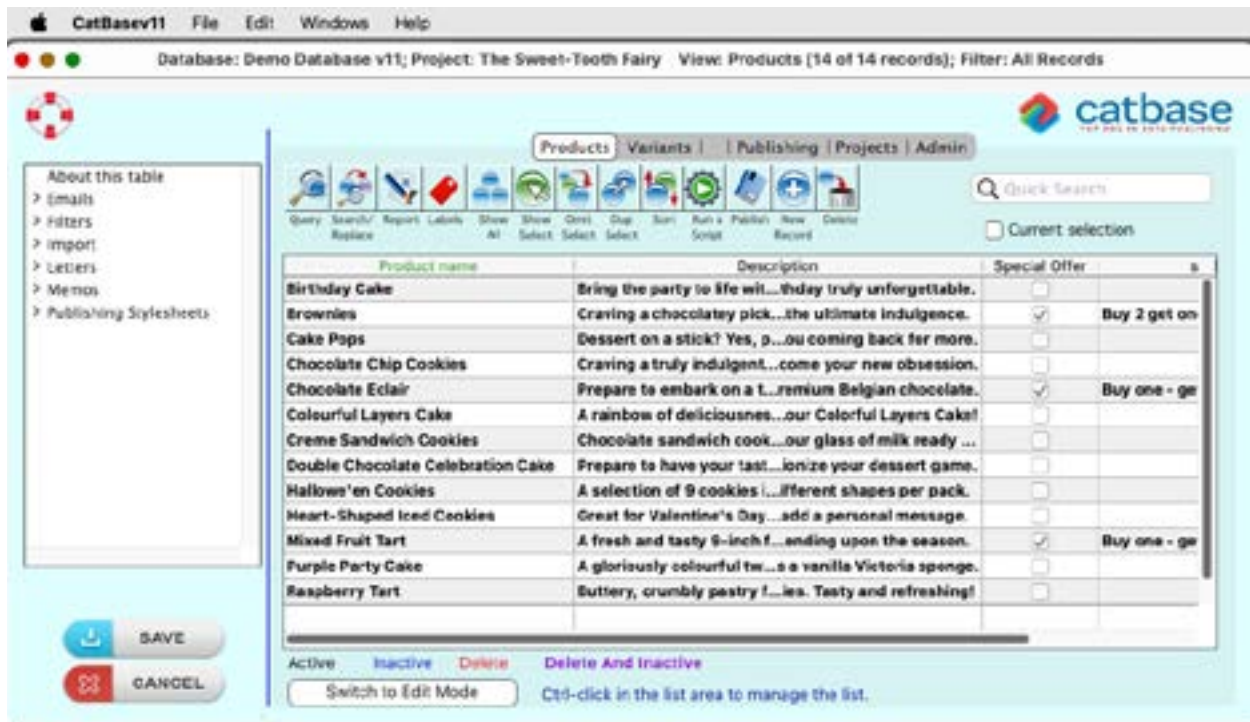 CatBasev11 File Edit Windows Help
Database: Demo Database v11; Project: The Sweet-Tooth Fairy View: Products (14 of 14 records); Filter: All Records
catbase
Products Variants | | Publishing | Projects | Admin
About this table
> Emails
> Filters
> Import
> Letters
> Memos
> Publishing Stylesheets
Query Search/Replace Report Labels Show All Show Select Omit Select Dup Select Sort Run a Script Publish New Record Delete
Quick Search
Current selection
Product name Description Special Offer s
Birthday Cake Bring the party to life wit...thday truly unforgettable.
Brownies Craving a chocolatey pick...the ultimate indulgence. Buy 2 get on
Cake Pops Dessert on a stick? Yes, p...ou coming back for more.
Chocolate Chip Cookies Craving a truly indulgent...come your new obsession.
Chocolate Eclair Prepare to embark on a t...remium Belgian chocolate. Buy one - ge
Colourful Layers Cake A rainbow of deliciousnes...our Colorful Layers Cake!
Creme Sandwich Cookies Chocolate sandwich cook...our glass of milk ready ...
Double Chocolate Celebration Cake Prepare to have your tast...ionize your dessert game.
Hallowe'en Cookies A selection of 9 cookies i...ifferent shapes per pack.
Heart-Shaped Iced Cookies Great for Valentine's Day...add a personal message.
Mixed Fruit Tart A fresh and tasty 9-inch f...ending upon the season. Buy one - ge
Purple Party Cake A gloriously colourful tw...s a vanilla Victoria sponge.
Raspberry Tart Buttery, crumbly pastry f...ies. Tasty and refreshing!
SAVE
CANCEL
Active Inactive Delete Delete And Inactive
Switch to Edit Mode Ctrl-click in the list area to manage the list.